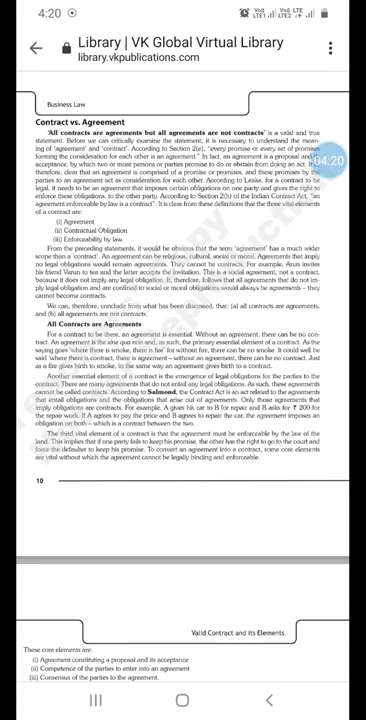 4:20
Vo) LTE1 Vo) LTE LTE2
Library | VK Global Virtual Library
library.vkpublications.com
Business Law
Contract vs. Agreement
'All contracts are agreements but all agreements are not contracts' is a valid and true
statement. Before we can critically examine the statement, it is necessary to understand the mean-
ing of 'agreement' and 'contract'. According to Section 2(e), "every promise or every set of promises
forming the consideration for each other is an agreement." In fact, an agreement is a proposal and
acceptance, by which two or more persons or parties promise to do or abstain from doing an act. It
04:20
therefore, clear that an agreement is comprised of a promise or promises, and these promises by the
parties to an agreement act as consideration for each other. According to Leake, for a contract to be
legal, it needs to be an agreement that imposes certain obligations on one party and gives the right to
enforce these obligations, to the other party. According to Section 2(h) of the Indian Contract Act, "an
agreement enforceable by law is a contract". It is clear from these definitions that the three vital elements
of a contract are:
(i) Agreement
(ii) Contractual Obligation
(iii) Enforceability by law.
From the preceding statements, it would be obvious that the term 'agreement' has a much wider
scope than a 'contract'. An agreement can be religious, cultural, social or moral. Agreements that imply
no legal obligations would remain agreements. They cannot be contracts. For example, Arun invites
his friend Varun to tea and the latter accepts the invitation. This is a social agreement, not a contract,
because it does not imply any legal obligation. It, therefore, follows that all agreements that do not im-
ply legal obligation and are confined to social or moral obligations would always be agreements – they
cannot become contracts.
We can, therefore, conclude from what has been discussed, that: (a) all contracts are agreements,
and (b) all agreements are not contracts.
All Contracts are Agreements
For a contract to be there, an agreement is essential. Without an agreement, there can be no con-
tract. An agreement is the sine qua non and, as such, the primary essential element of a contract. As the
saying goes 'where there is smoke, there is fire' for without fire, there can be no smoke. It could well be
said 'where there is contract, there is agreement – without an agreement, there can be no contract. Just
as a fire gives birth to smoke, in the same way an agreement gives birth to a contract.
Another essential element of a contract is the emergence of legal obligations for the parties to the
contract. There are many agreements that do not entail any legal obligations. As such, these agreements
cannot be called contracts. According to Salmond, the Contract Act is an act related to the agreements
that entail obligations and the obligations that arise out of agreements. Only those agreements that
imply obligations are contracts. For example, A gives his car to B for repair and B asks for ₹ 200 for
the repair work. If A agrees to pay the price and B agrees to repair the car, the agreement imposes an
obligation on both – which is a contract between the two.
The third vital element of a contract is that the agreement must be enforceable by the law of the
land. This implies that if one party fails to keep his promise, the other has the right to go to the court and
force the defaulter to keep his promise. To convert an agreement into a contract, some core elements
are vital without which the agreement cannot be legally binding and enforceable.
10
Valid Contract and its Elements
These core elements are:
(i) Agreement constituting a proposal and its acceptance
(ii) Competence of the parties to enter into an agreement
(iii) Consensus of the parties to the agreement.